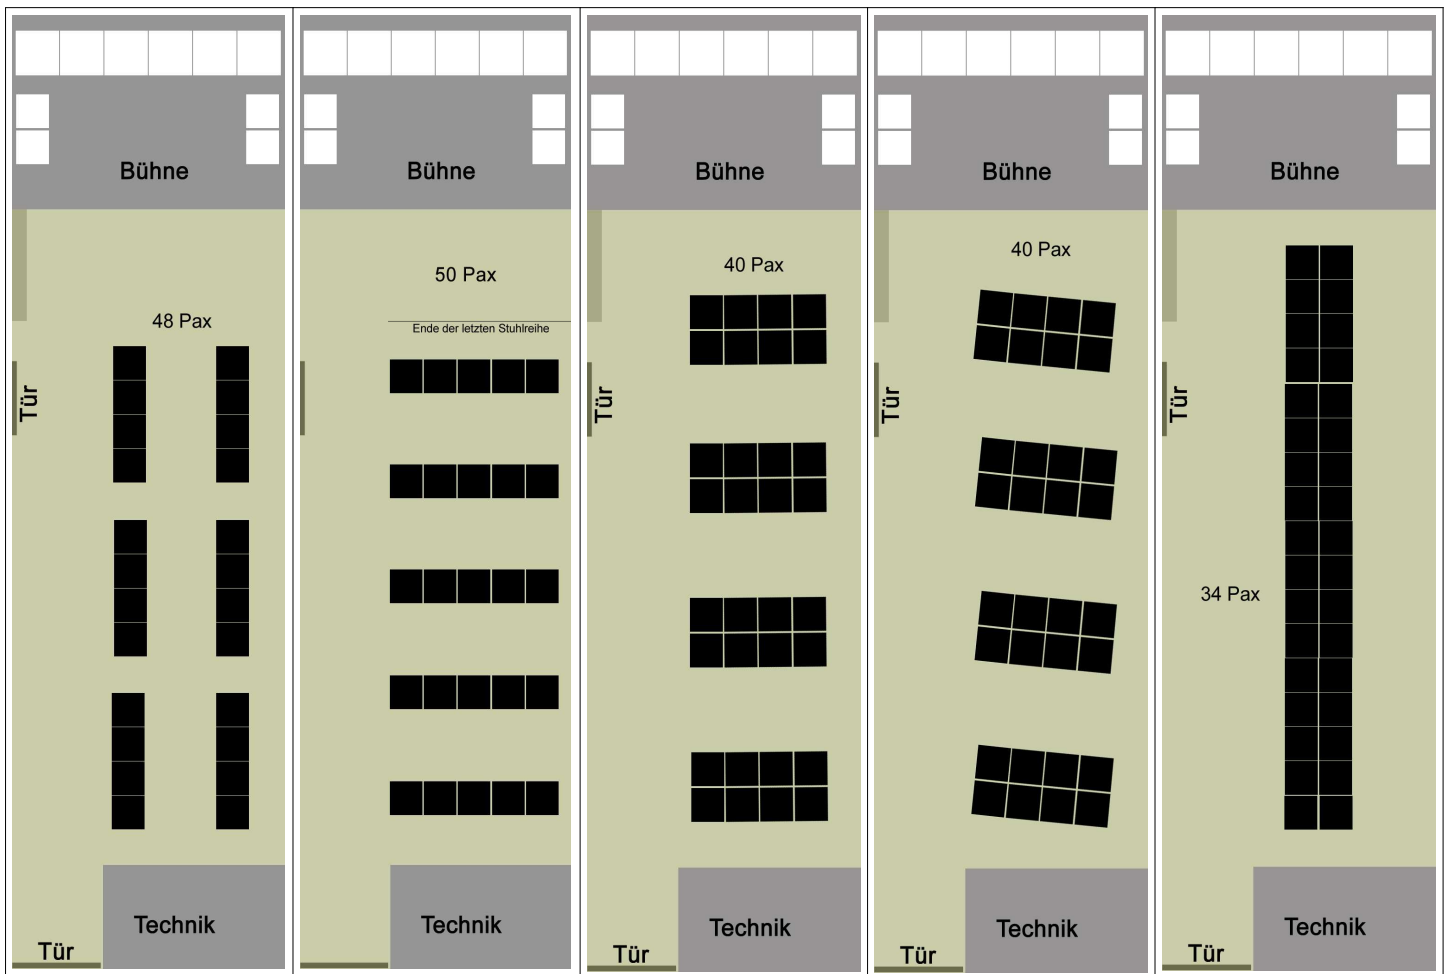 Bühne
48 Pax
Tür
Technik
Tür
Bühne
50 Pax
Ende der letzten Stuhlreihe
Technik
Bühne
40 Pax
Tür
Technik
Tür
Bühne
40 Pax
Tür
Technik
Tür
Bühne
Tür
34 Pax
Technik
Tür